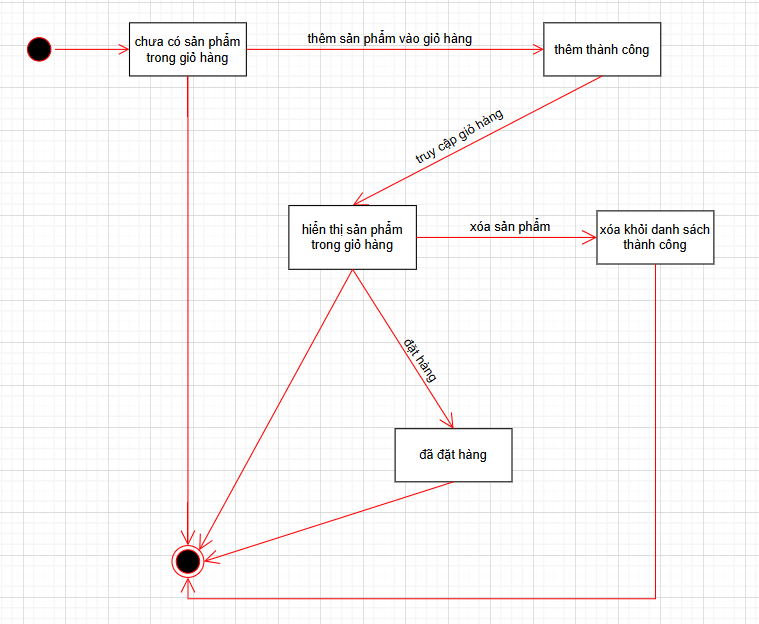 chưa có sản phẩm
trong giỏ hàng
thêm sản phẩm vào giỏ hàng
thêm thành công
truy cập giỏ hàng
hiển thị sản phẩm
trong giỏ hàng
xóa sản phẩm
xóa khỏi danh sách
thành công
đặt hàng
đã đặt hàng